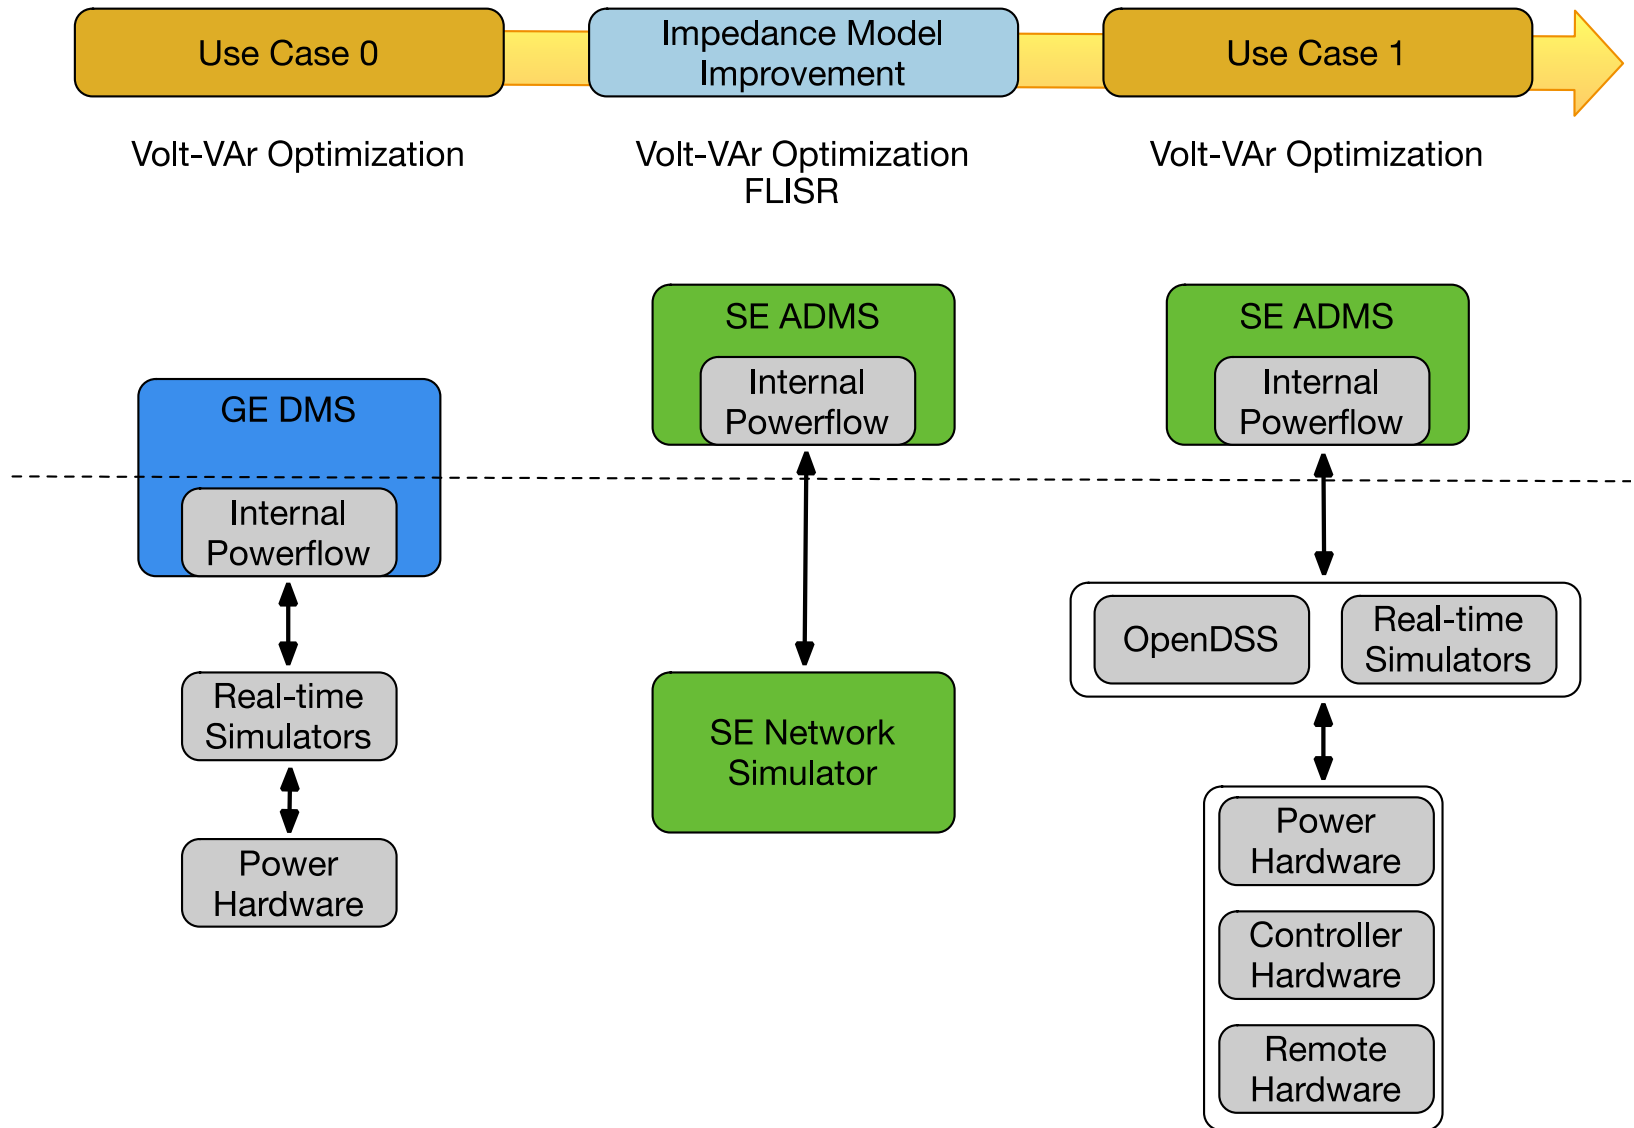 Use Case 0
Impedance Model
Improvement
Use Case 1
Volt-VAr Optimization
Volt-VAr Optimization
FLISR
Volt-VAr Optimization
GE DMS
Internal
Powerflow
Real-time
Simulators
Power
Hardware
SE ADMS
Internal
Powerflow
SE Network
Simulator
SE ADMS
Internal
Powerflow
OpenDSS
Real-time
Simulators
Power
Hardware
Controller
Hardware
Remote
Hardware